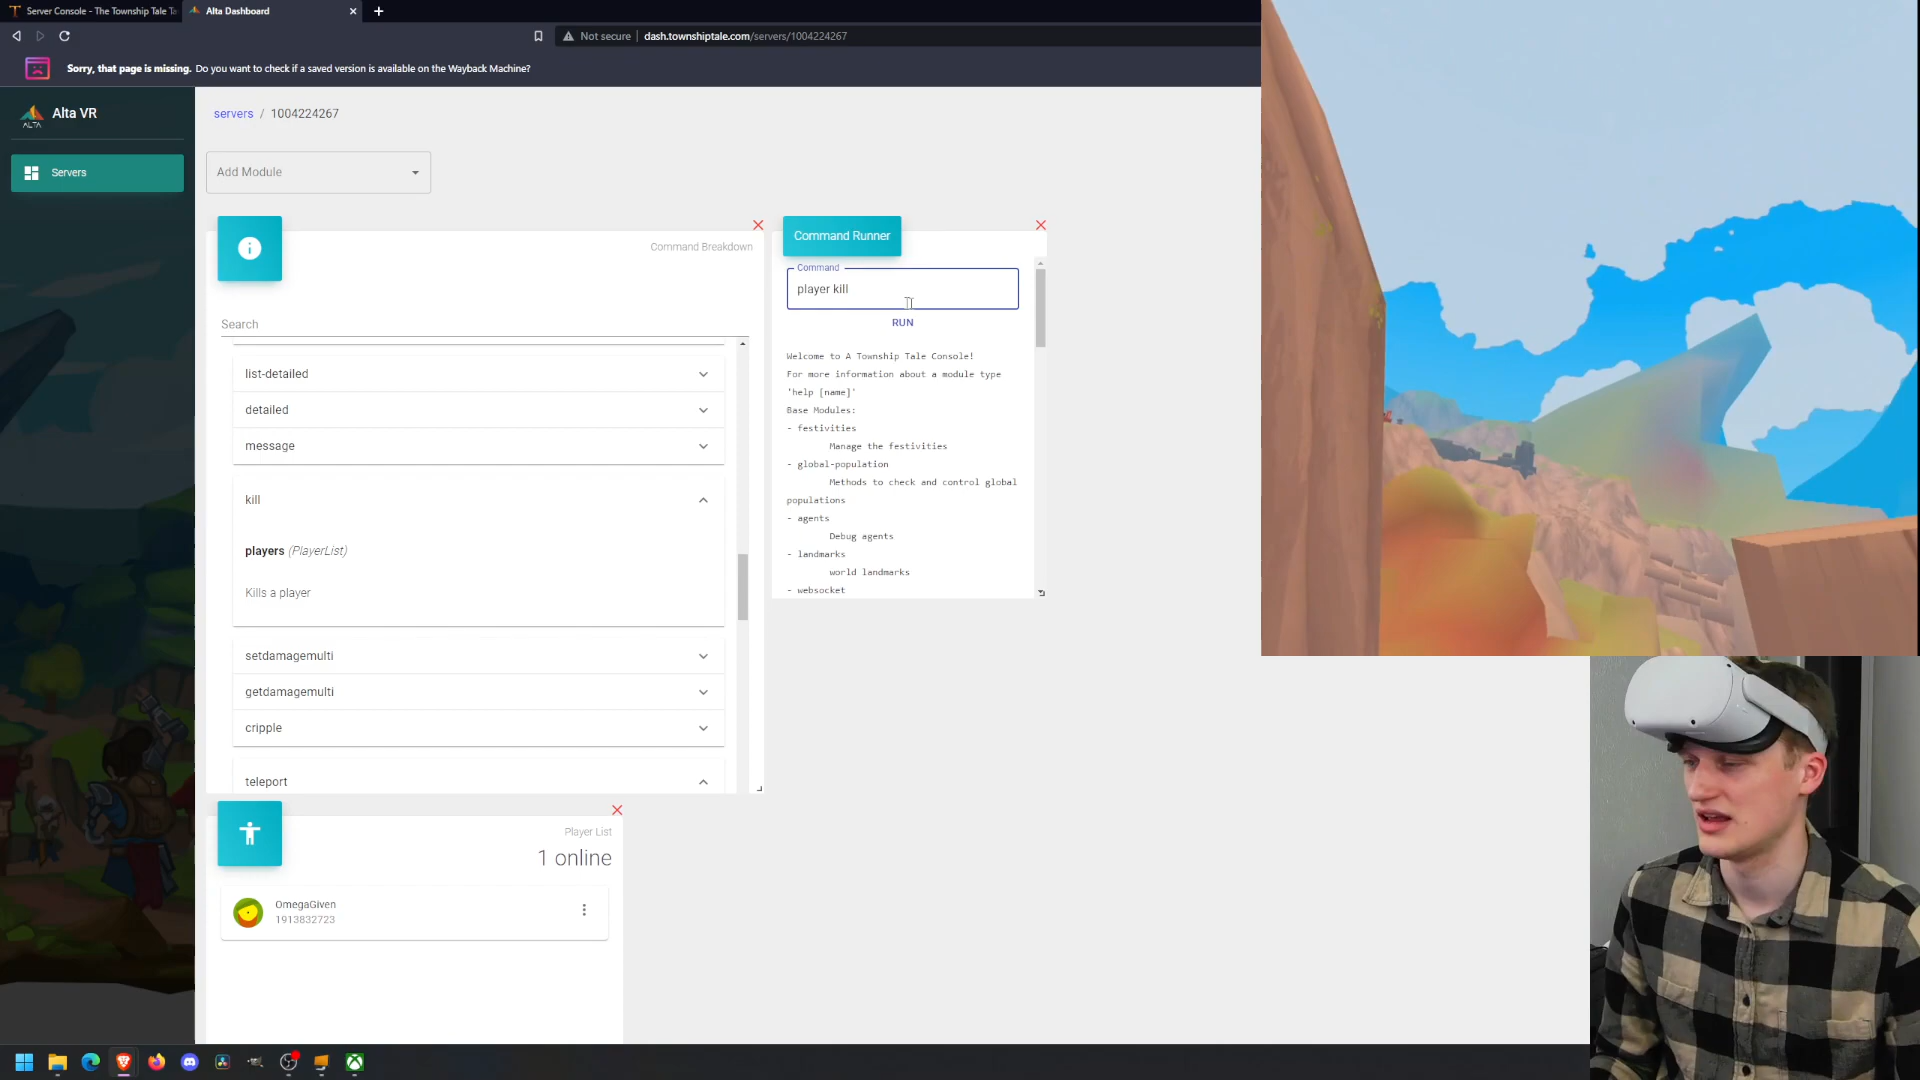 Server Console - The Township Tale Ta
Alta Dashboard
Not secure
dash.townshiptale.com/servers/1004224267
Sorry, that page is missing. Do you want to check if a saved version is available on the Wayback Machine?
ALTA
Alta VR
Servers
servers / 1004224267
Add Module
Command Breakdown
Search
list-detailed
detailed
message
kill
players (PlayerList)
Kills a player
setdamagemulti
getdamagemulti
cripple
teleport
Command Runner
Command
player kill
RUN
Welcome to A Township Tale Console!
For more information about a module type
'help [name]'
Base Modules:
- festivities
Manage the festivities
- global-population
Methods to check and control global
populations
- agents
Debug agents
- landmarks
world landmarks
- websocket
Player List
1 online
OmegaGiven
1913832723